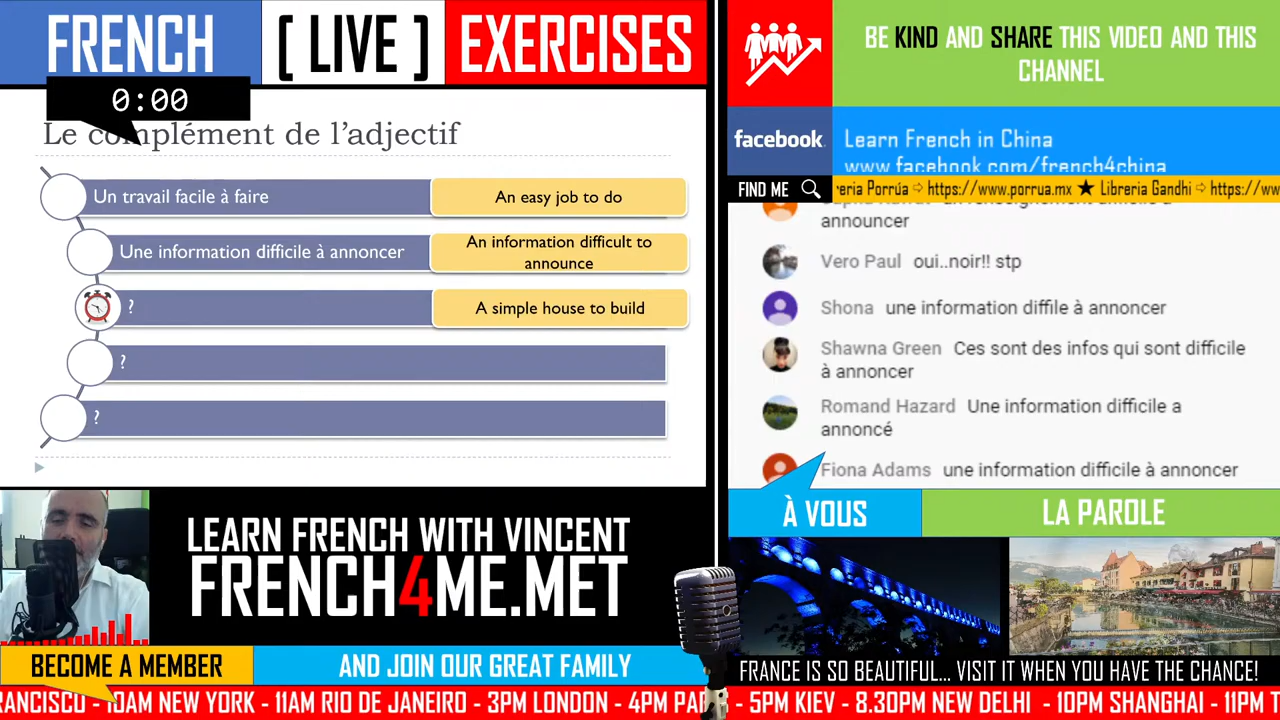 FRENCH
[ LIVE ]
EXERCISES
0:00
Le complément de l'adjectif
Un travail facile à faire
An easy job to do
Une information difficile à annoncer
An information difficult to
announce
?
A simple house to build
?
?
LEARN FRENCH WITH VINCENT
FRENCH4ME.MET
BECOME A MEMBER
AND JOIN OUR GREAT FAMILY
BE KIND AND SHARE THIS VIDEO AND THIS
CHANNEL
facebook.
Learn French in China
www.facebook.com/french4china
FIND ME
reria Porrúa ⇨ https://www.porrua.mx ★ Libreria Gandhi ⇨ https://ww
announcer
Vero Paul oui..noir!! stp
Shona une information diffile à annoncer
Shawna Green Ces sont des infos qui sont difficile
à annoncer
Romand Hazard Une information difficile a
annoncé
Fiona Adams une information difficile à annoncer
À VOUS
LA PAROLE
FRANCE IS SO BEAUTIFUL... VISIT IT WHEN YOU HAVE THE CHANCE!
RANCISCO - 10AM NEW YORK - 11AM RIO DE JANEIRO - 3PM LONDON - 4PM PAR - 5PM KIEV - 8.30PM NEW DELHI - 10PM SHANGHAI - 11PM T